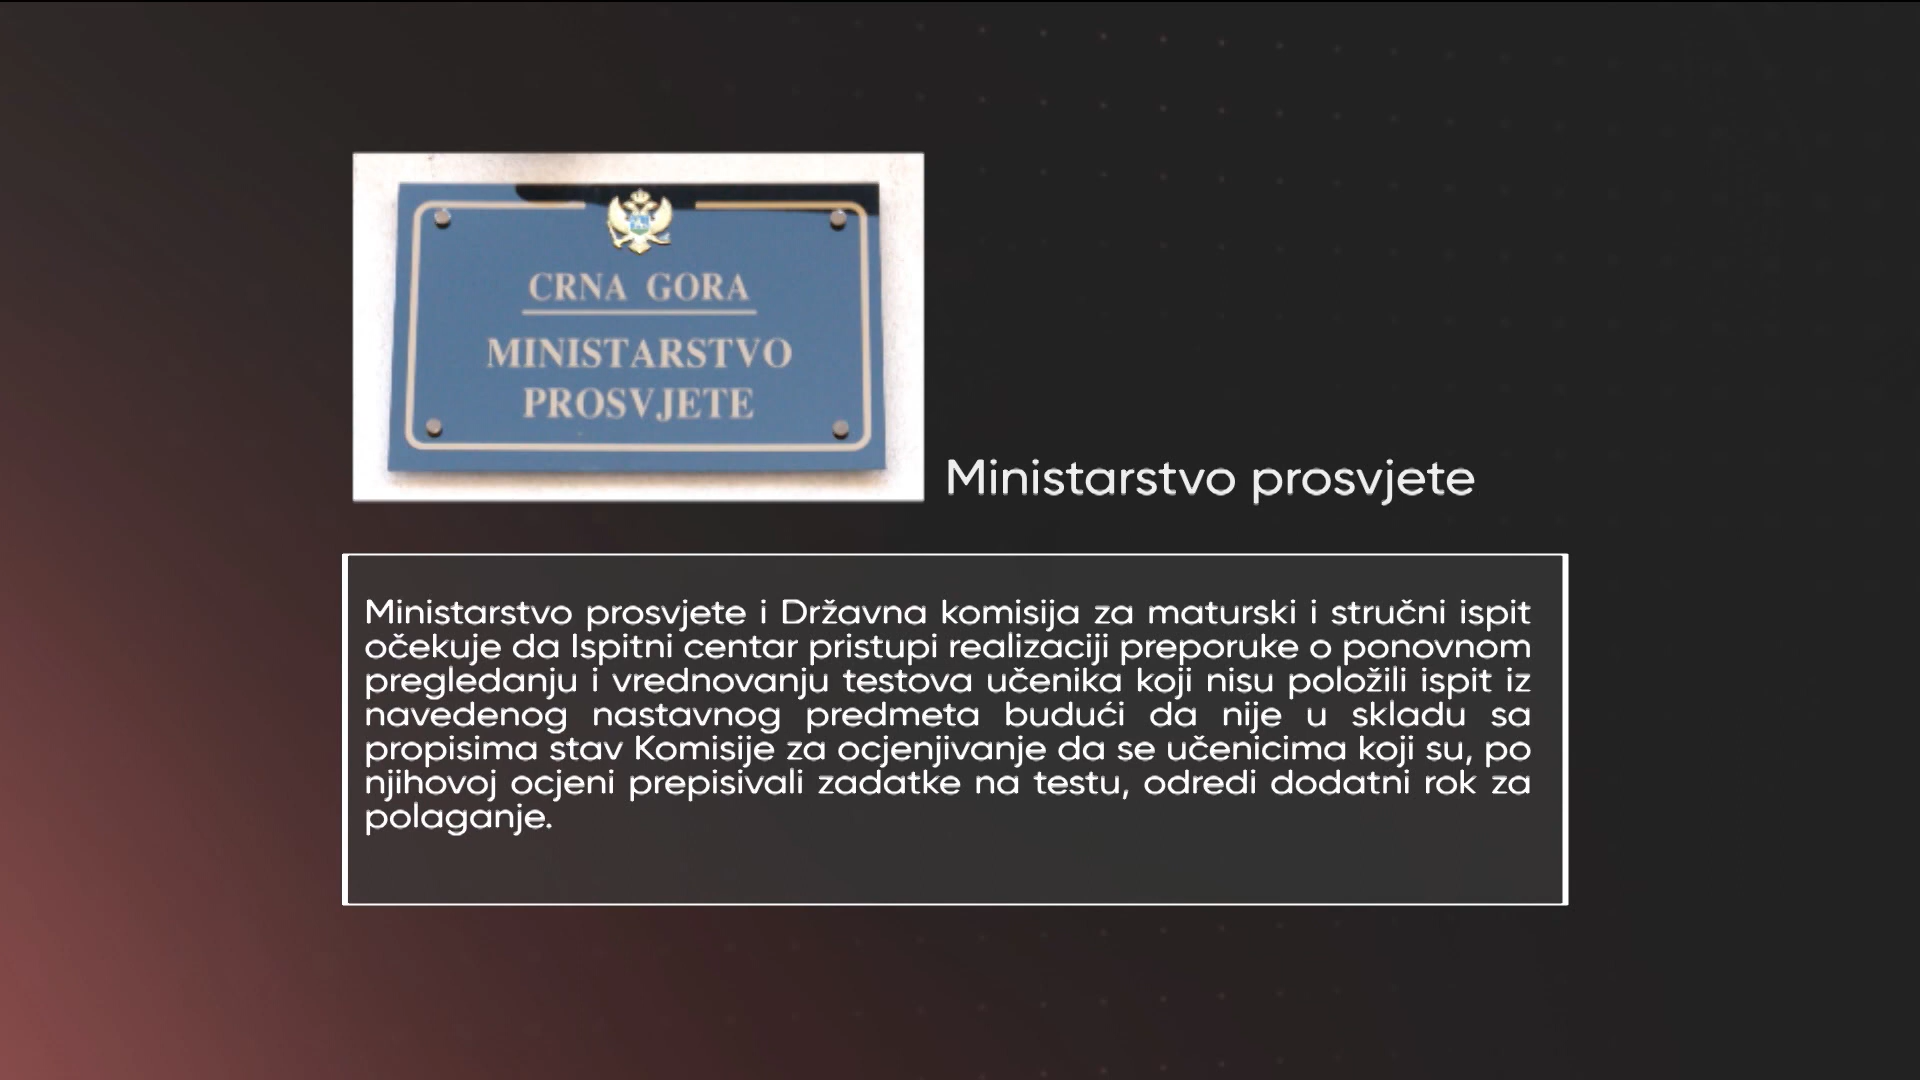 CRNA GORA
MINISTARSTVO
PROSVJETE
Ministarstvo prosvjete
Ministarstvo prosvjete i Državna komisija za maturski i stručni ispit
očekuje da Ispitni centar pristupi realizaciji preporuke o ponovnom
pregledanju i vrednovanju testova učenika koji nisu položili ispit iz
navedenog nastavnog predmeta budući da nije u skladu sa
propisima stav Komisije za ocjenjivanje da se učenicima koji su, po
njihovoj ocjeni prepisivali zadatke na testu, odredi dodatni rok za
polaganje.